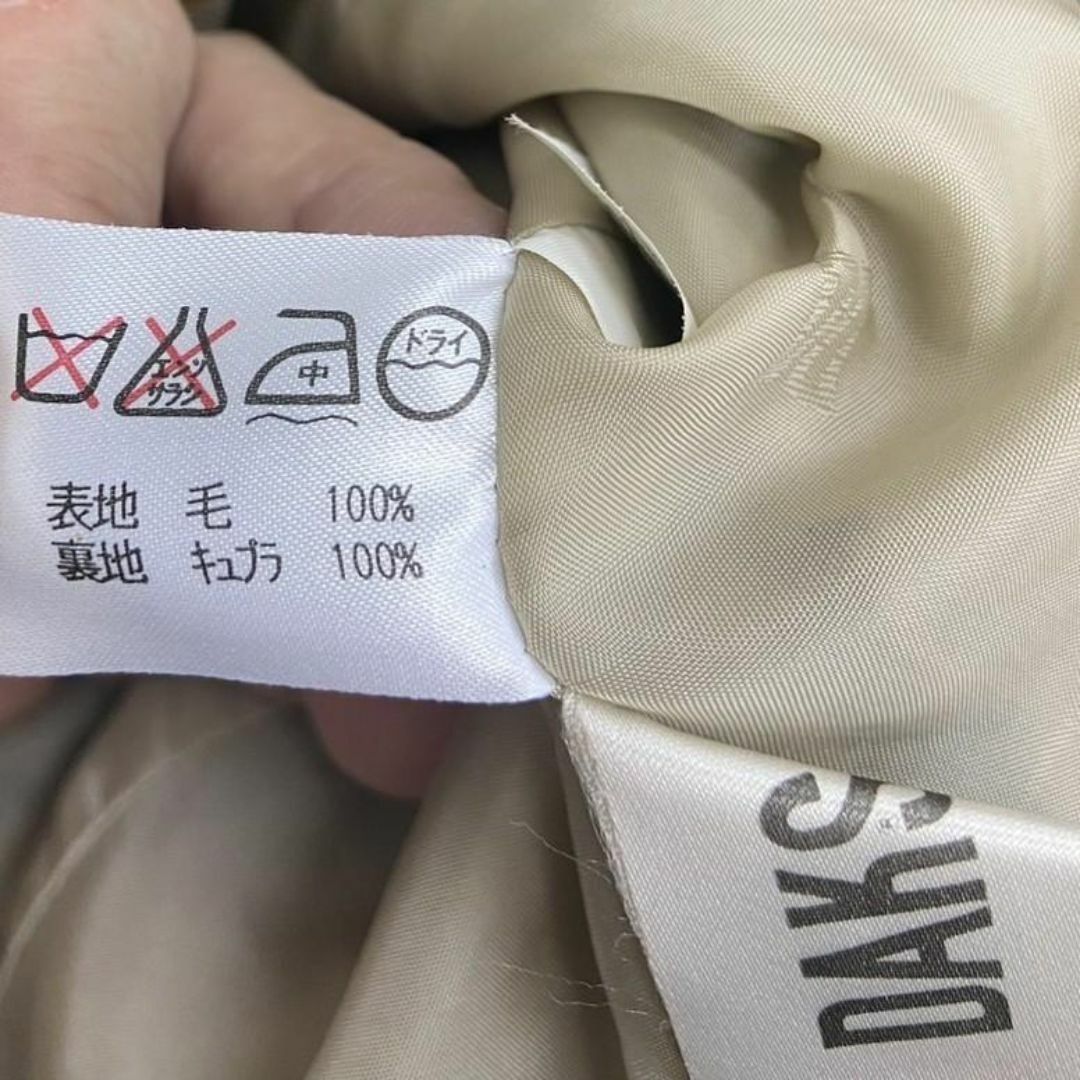 エンソ
サラシ
中
ドライ
表地 毛 100%
裏地 キュプラ 100%
DAKS